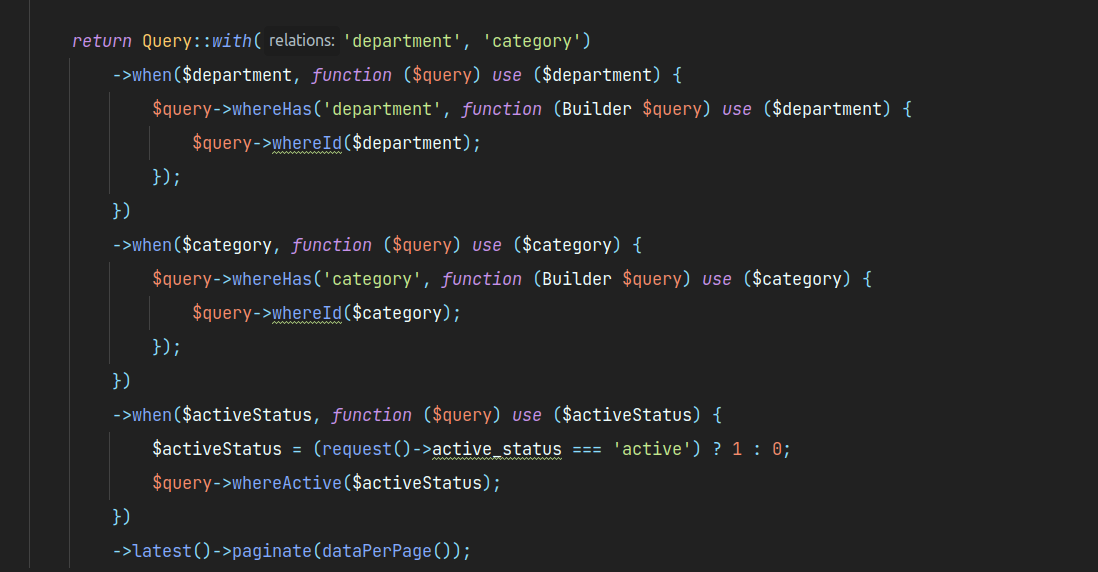 return Query::with( relations: 'department', 'category')
->when($department, function ($query) use ($department) {
$query->whereHas('department', function (Builder $query) use ($department) {
$query->whereId($department);
});
})
->when($category, function ($query) use ($category) {
$query->whereHas('category', function (Builder $query) use ($category) {
$query->whereId($category);
});
})
->when($activeStatus, function ($query) use ($activeStatus) {
$activeStatus = (request()->active_status === 'active') ? 1 : 0;
$query->whereActive($activeStatus);
})
->latest()->paginate(dataPerPage());